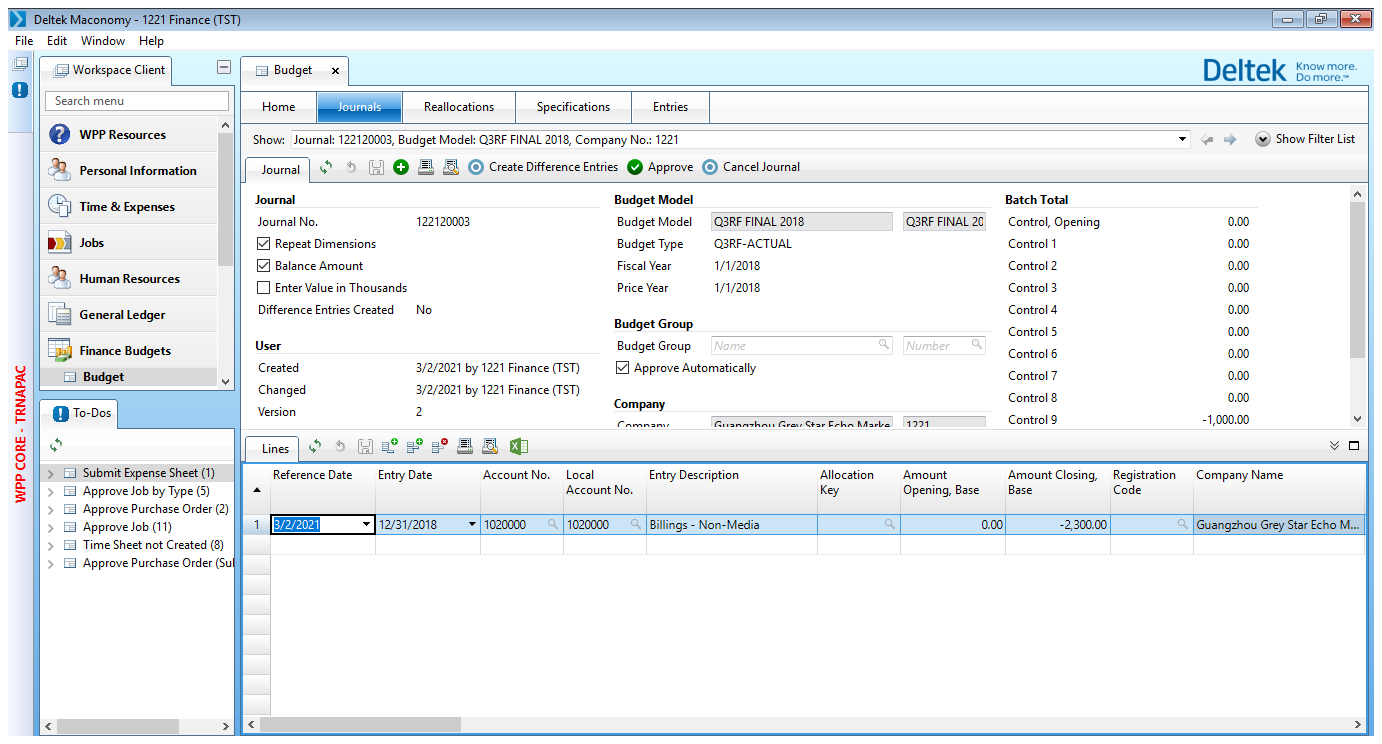 Deltek Maconomy - 1221 Finance (TST)
File Edit Window Help
WPP CORE - TRNAPAC
Workspace Client
Search menu
WPP Resources
Personal Information
Time & Expenses
Jobs
Human Resources
General Ledger
Finance Budgets
Budget
To-Dos
Submit Expense Sheet (1)
Approve Job by Type (5)
Approve Purchase Order (2)
Approve Job (11)
Time Sheet not Created (8)
Approve Purchase Order (Sul
Budget x
Deltek Know more.
Do more.™
Home Journals Reallocations Specifications Entries
Show: Journal: 122120003, Budget Model: Q3RF FINAL 2018, Company No.: 1221 Show Filter List
Journal Create Difference Entries Approve Cancel Journal
Journal
Journal No. 122120003
Repeat Dimensions
Balance Amount
Enter Value in Thousands
Difference Entries Created No
User
Created 3/2/2021 by 1221 Finance (TST)
Changed 3/2/2021 by 1221 Finance (TST)
Version 2
Budget Model
Budget Model Q3RF FINAL 2018 Q3RF FINAL 20
Budget Type Q3RF-ACTUAL
Fiscal Year 1/1/2018
Price Year 1/1/2018
Budget Group
Budget Group Name Number
Approve Automatically
Company
Company Guangzhou Grey Star Echo Marke 1221
Batch Total
Control, Opening 0.00
Control 1 0.00
Control 2 0.00
Control 3 0.00
Control 4 0.00
Control 5 0.00
Control 6 0.00
Control 7 0.00
Control 8 0.00
Control 9 -1,000.00
Lines
Reference Date Entry Date Account No. Local Entry Description Allocation Amount Amount Closing, Registration Company Name
Account No. Key Opening, Base Base Code
1 3/2/2021 12/31/2018 1020000 1020000 Billings - Non-Media 0.00 -2,300.00 Guangzhou Grey Star Echo M...